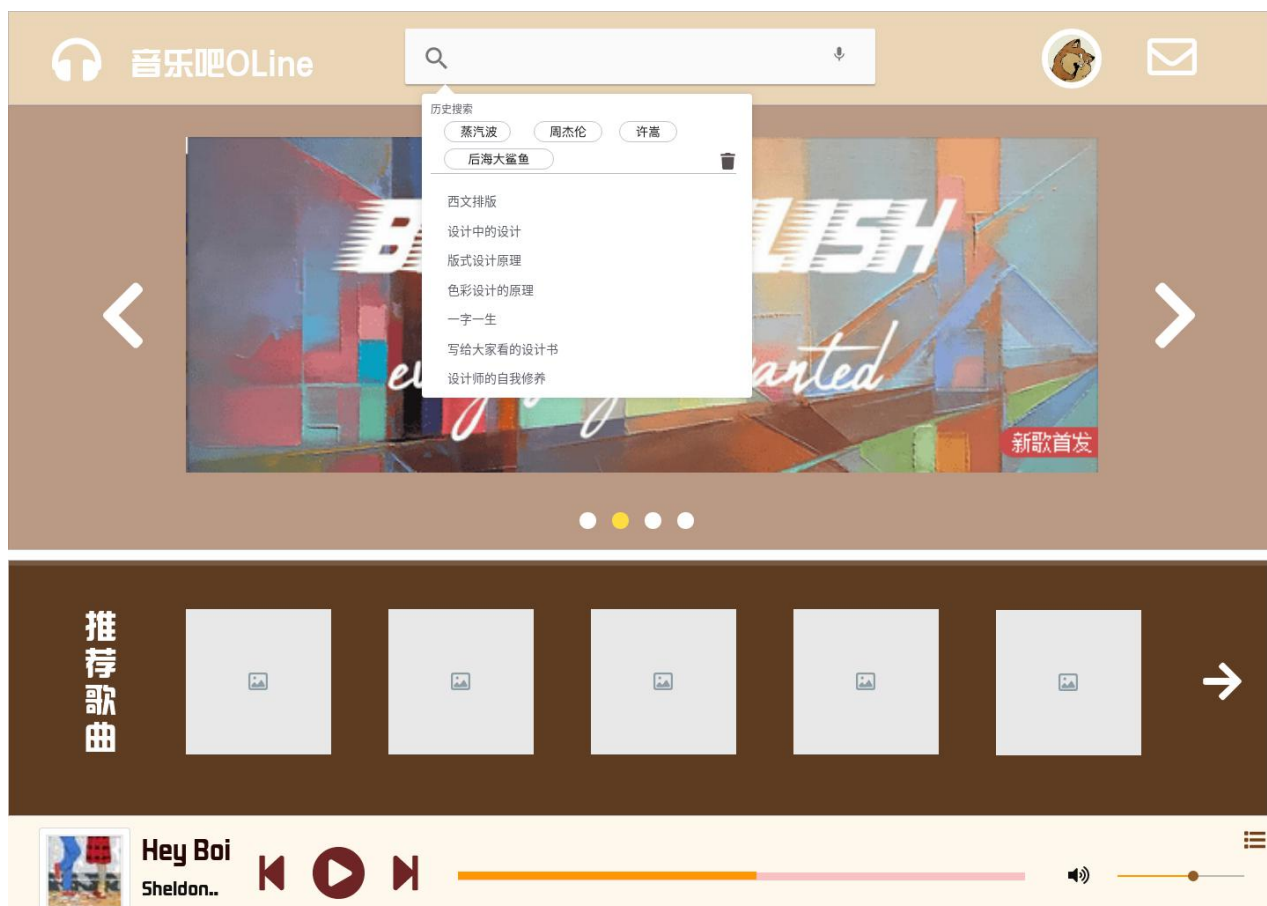 音乐吧OLine
历史搜索
蒸汽波 周杰伦 许嵩
后海大鲨鱼
西文排版
设计中的设计
版式设计原理
色彩设计的原理
一字一生
写给大家看的设计书
设计师的自我修养
LISH
anted
新歌首发
推荐歌曲
Hey Boi
Sheldon..